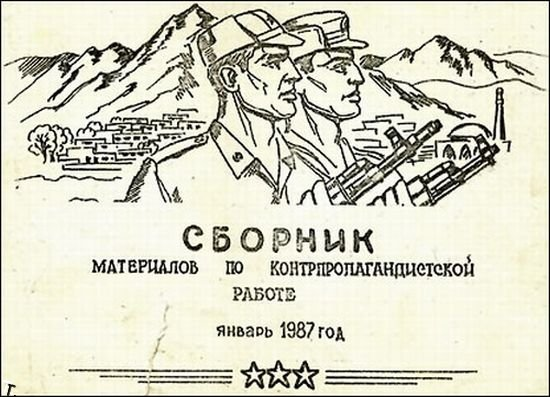 СБОРНИК
МАТЕРИАЛОВ ПО КОНТРПРОПАГАНДИСТСКОЙ
РАБОТЕ
январь 1987 год